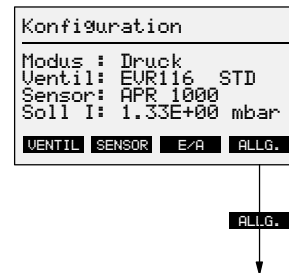 Konfiguration
Modus : Druck
Ventil: EVR116 STD
Sensor: APR 1000
Soll I: 1.33E+00 mbar
VENTIL SENSOR E/A ALLG.
ALLG.